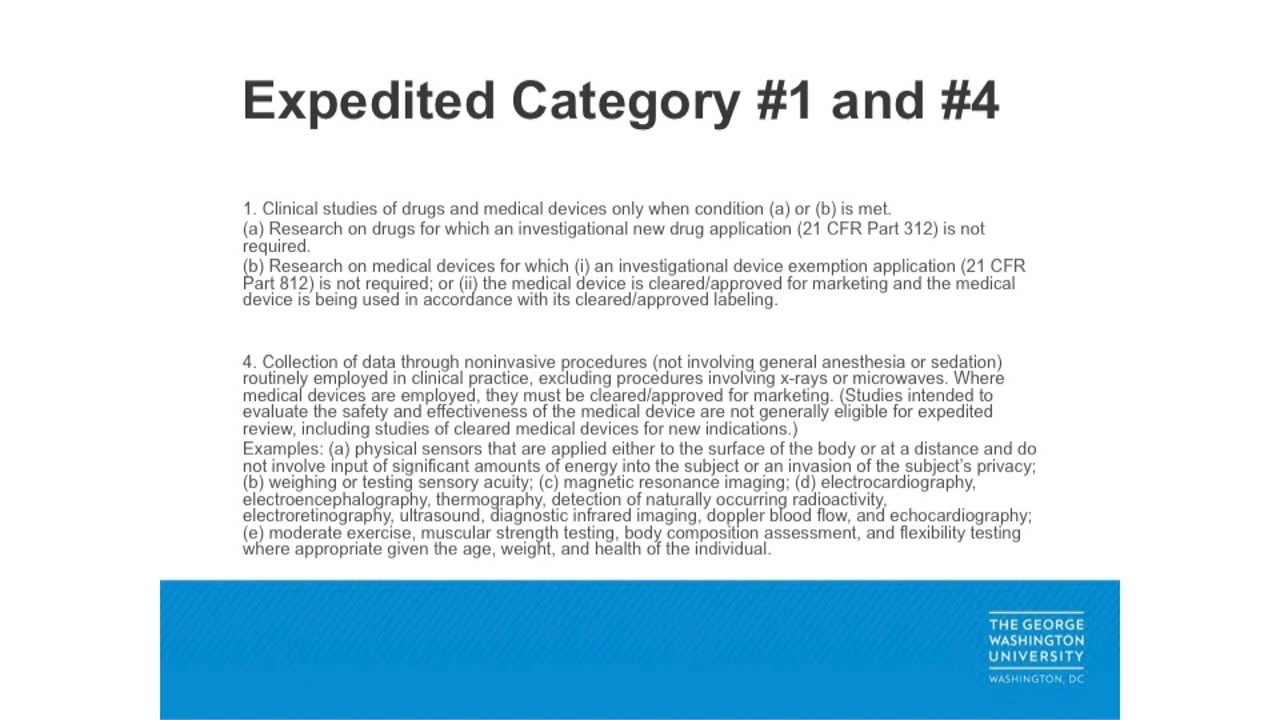 Expedited Category #1 and #4
1. Clinical studies of drugs and medical devices only when condition (a) or (b) is met.
(a) Research on drugs for which an investigational new drug application (21 CFR Part 312) is not
required.
(b) Research on medical devices for which (i) an investigational device exemption application (21 CFR
Part 812) is not required; or (ii) the medical device is cleared/approved for marketing and the medical
device is being used in accordance with its cleared/approved labeling.
4. Collection of data through noninvasive procedures (not involving general anesthesia or sedation)
routinely employed in clinical practice, excluding procedures involving x-rays or microwaves. Where
medical devices are employed, they must be cleared/approved for marketing. (Studies intended to
evaluate the safety and effectiveness of the medical device are not generally eligible for expedited
review, including studies of cleared medical devices for new indications.)
Examples: (a) physical sensors that are applied either to the surface of the body or at a distance and do
not involve input of significant amounts of energy into the subject or an invasion of the subject's privacy;
(b) weighing or testing sensory acuity; (c) magnetic resonance imaging; (d) electrocardiography,
electroencephalography, thermography, detection of naturally occurring radioactivity,
electroretinography, ultrasound, diagnostic infrared imaging, doppler blood flow, and echocardiography;
(e) moderate exercise, muscular strength testing, body composition assessment, and flexibility testing
where appropriate given the age, weight, and health of the individual.
THE GEORGE
WASHINGTON
UNIVERSITY
WASHINGTON, DC